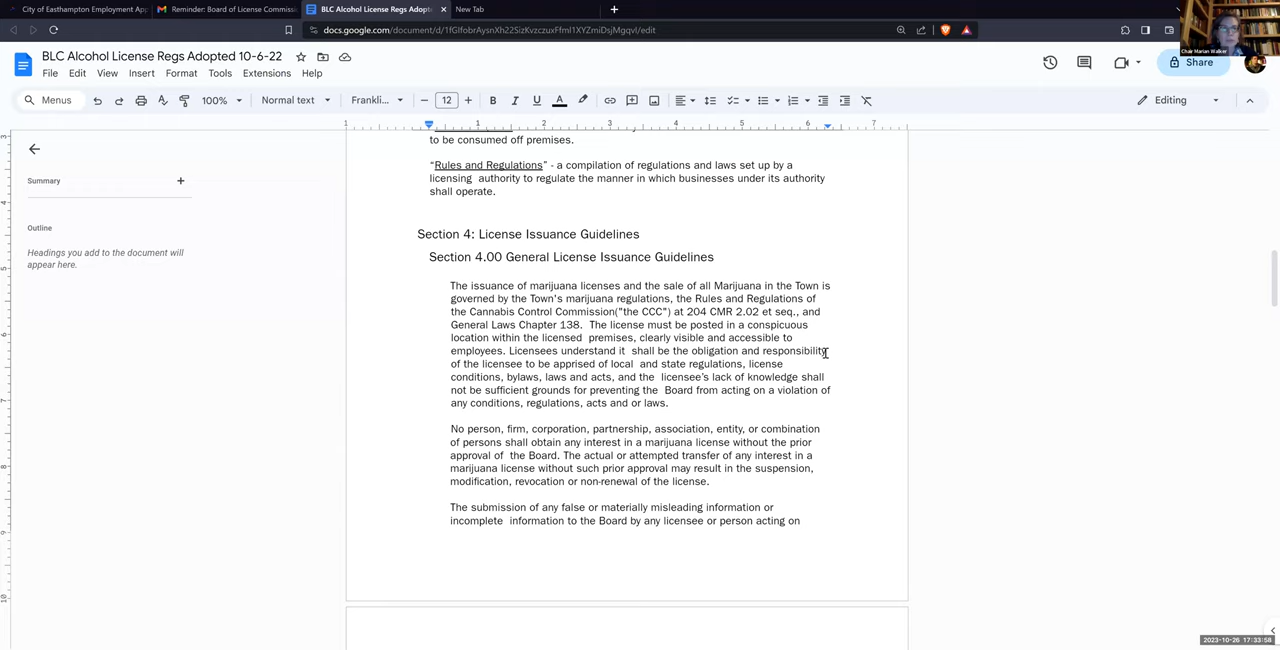 City of Easthampton Employment App
Reminder: Board of License Commiss
BLC Alcohol License Regs Adopted
New Tab
docs.google.com/document/d/1fGIfobrAysnXh22SizKvzczuxFfml1XYZmiDsjMgqvI/edit
Chair Marian Walker
BLC Alcohol License Regs Adopted 10-6-22
File Edit View Insert Format Tools Extensions Help
Share
Menus 100% Normal text Frankli... 12 Editing
Summary
Outline
Headings you add to the document will
appear here.
to be consumed off premises.
“Rules and Regulations” - a compilation of regulations and laws set up by a
licensing authority to regulate the manner in which businesses under its authority
shall operate.
Section 4: License Issuance Guidelines
Section 4.00 General License Issuance Guidelines
The issuance of marijuana licenses and the sale of all Marijuana in the Town is
governed by the Town's marijuana regulations, the Rules and Regulations of
the Cannabis Control Commission("the CCC") at 204 CMR 2.02 et seq., and
General Laws Chapter 138. The license must be posted in a conspicuous
location within the licensed premises, clearly visible and accessible to
employees. Licensees understand it shall be the obligation and responsibility
of the licensee to be apprised of local and state regulations, license
conditions, bylaws, laws and acts, and the licensee’s lack of knowledge shall
not be sufficient grounds for preventing the Board from acting on a violation of
any conditions, regulations, acts and or laws.
No person, firm, corporation, partnership, association, entity, or combination
of persons shall obtain any interest in a marijuana license without the prior
approval of the Board. The actual or attempted transfer of any interest in a
marijuana license without such prior approval may result in the suspension,
modification, revocation or non-renewal of the license.
The submission of any false or materially misleading information or
incomplete information to the Board by any licensee or person acting on
2023-10-26 17:33:58